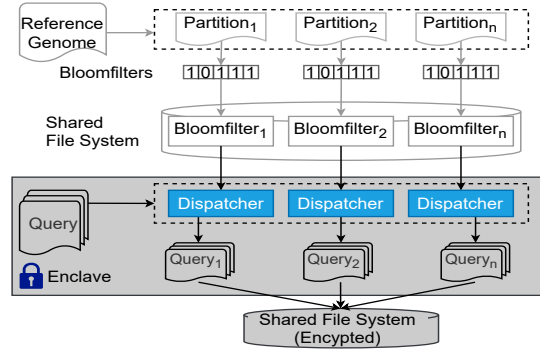 Reference
Genome
Partition1 Partition2 Partitionn
Bloomfilters 1 0 1 1 1 1 0 1 1 1 1 0 1 1 1
Shared
File System
Bloomfilter1 Bloomfilter2 Bloomfiltern
Query Dispatcher Dispatcher Dispatcher
Query1 Query2 Queryn
Enclave
Shared File System
(Encypted)